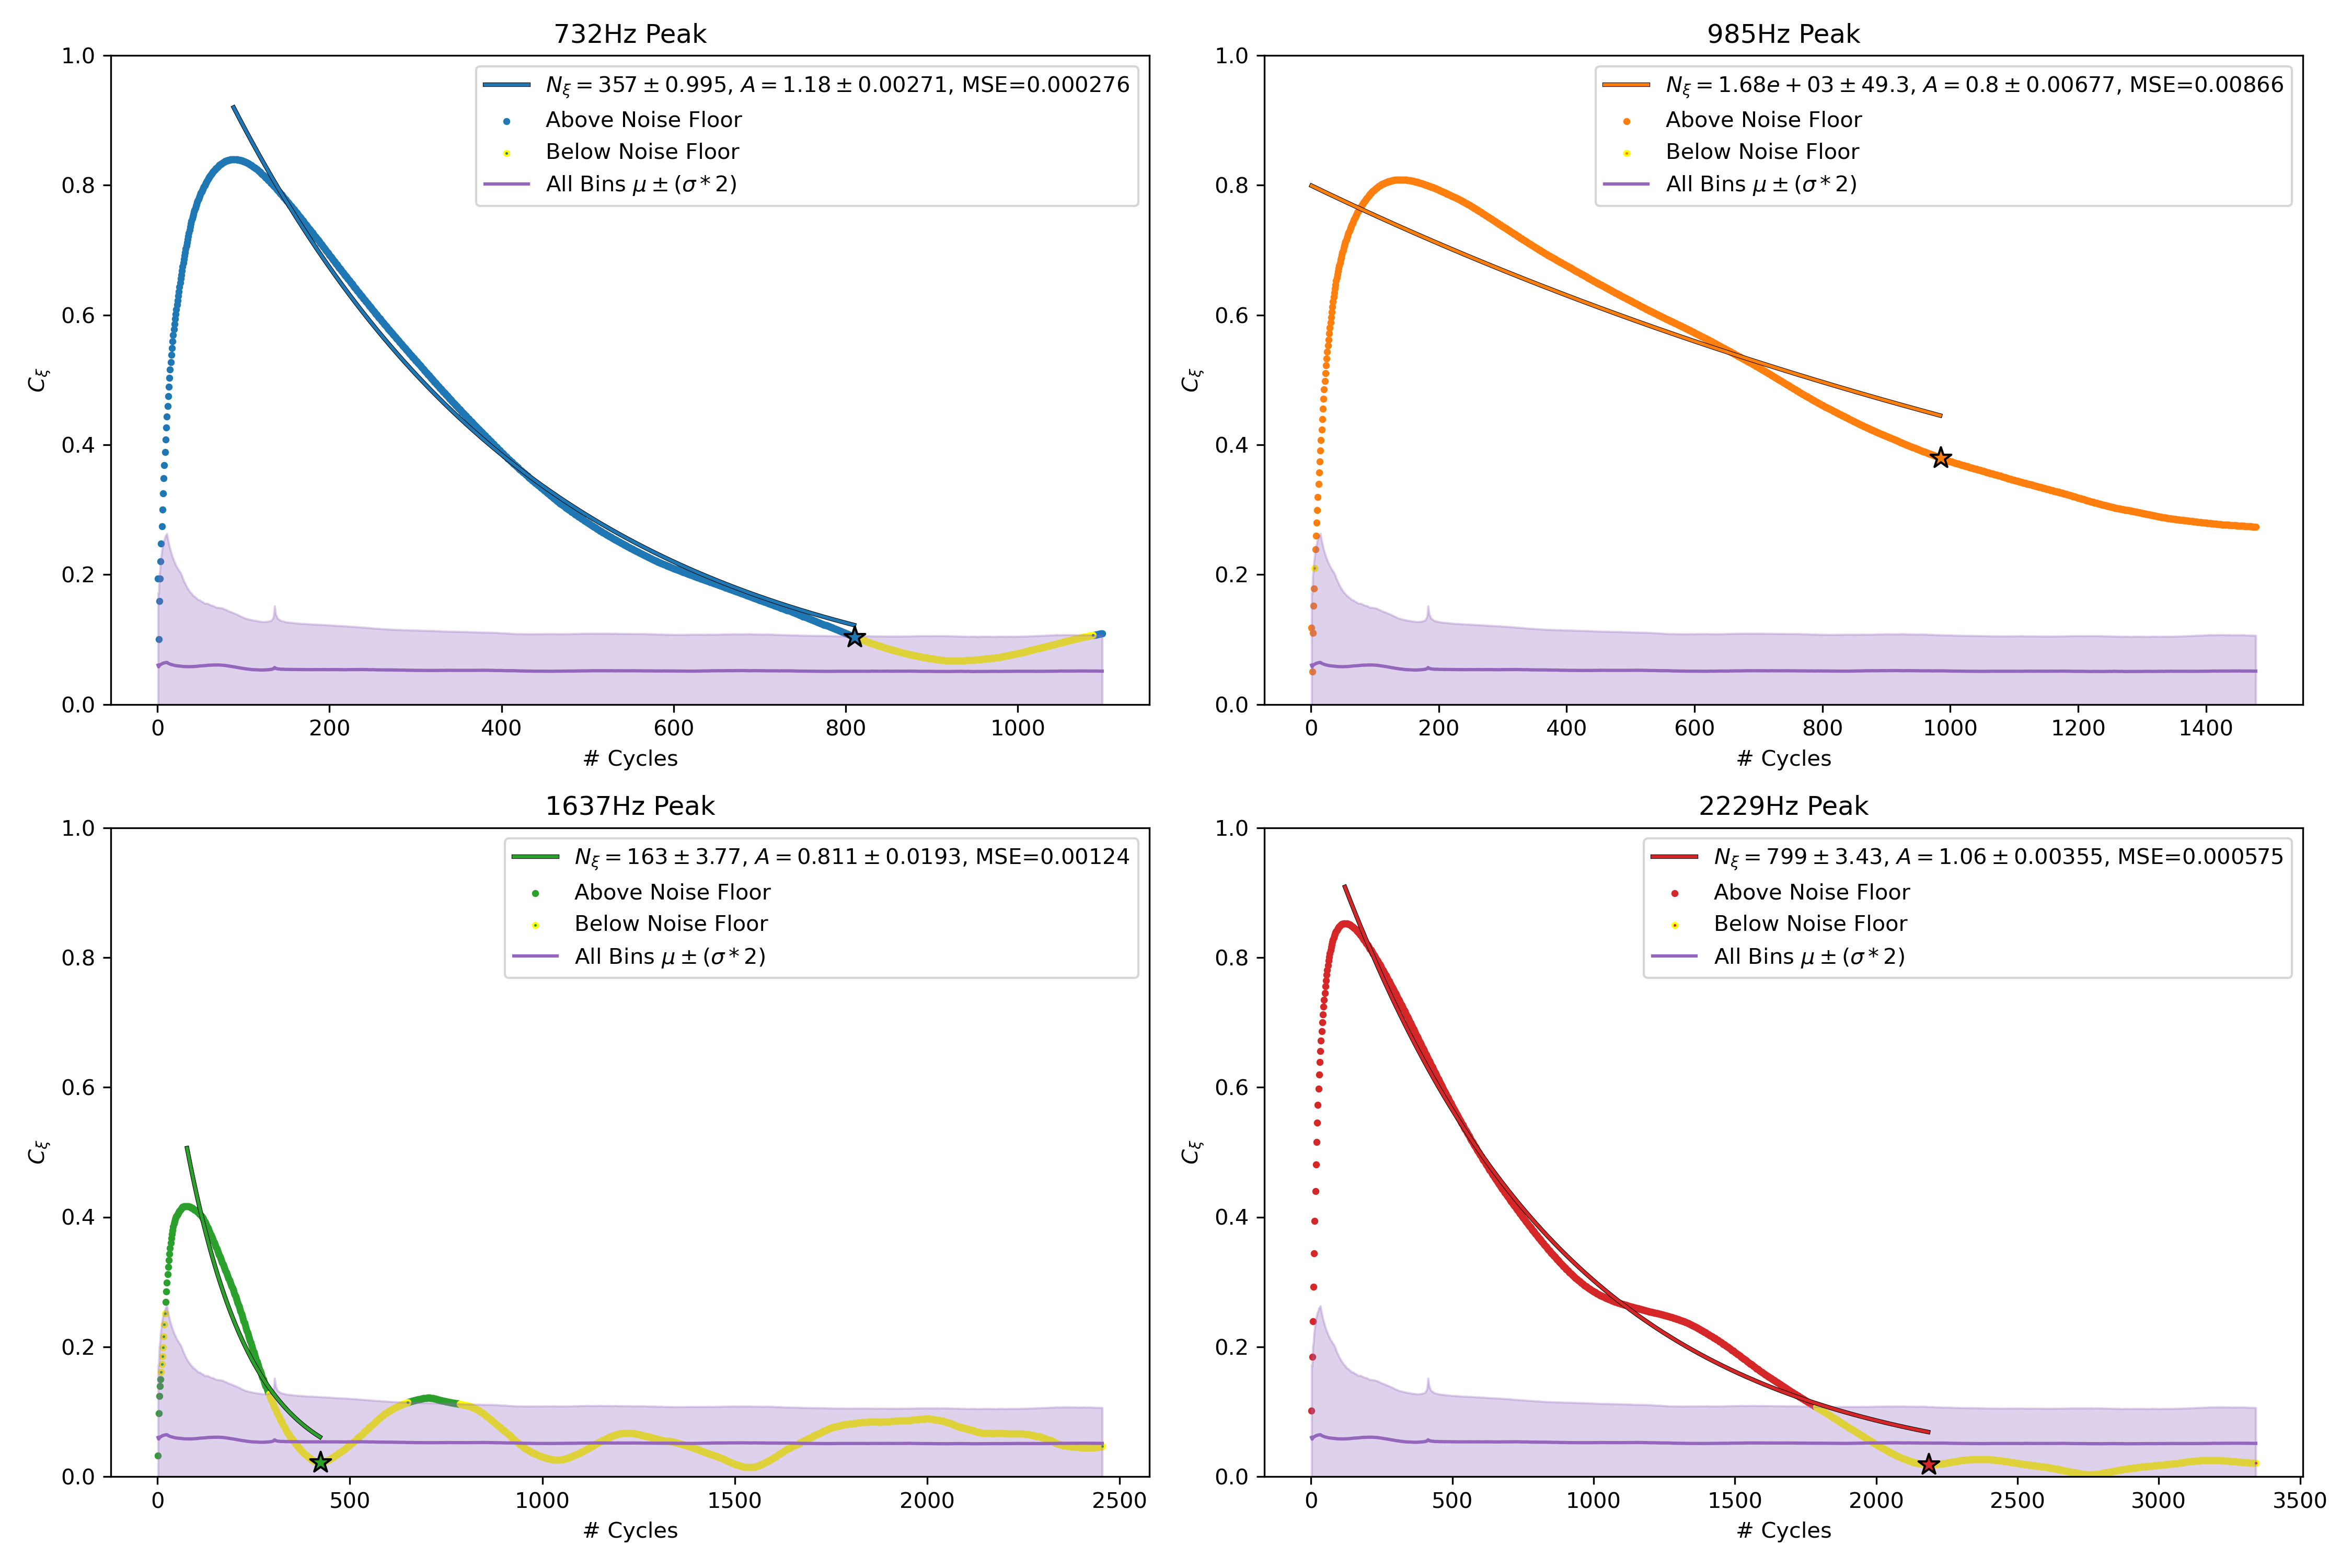 732Hz Peak
1.0
0.8
0.6
0.4
0.2
0.0
C_ξ
N_ξ = 357 ± 0.995, A = 1.18 ± 0.00271, MSE=0.000276
Above Noise Floor
Below Noise Floor
All Bins μ ± (σ * 2)
0 200 400 600 800 1000
# Cycles
985Hz Peak
1.0
0.8
0.6
0.4
0.2
0.0
C_ξ
N_ξ = 1.68e + 03 ± 49.3, A = 0.8 ± 0.00677, MSE=0.00866
Above Noise Floor
Below Noise Floor
All Bins μ ± (σ * 2)
0 200 400 600 800 1000 1200 1400
# Cycles
1637Hz Peak
1.0
0.8
0.6
0.4
0.2
0.0
C_ξ
N_ξ = 163 ± 3.77, A = 0.811 ± 0.0193, MSE=0.00124
Above Noise Floor
Below Noise Floor
All Bins μ ± (σ * 2)
0 500 1000 1500 2000 2500
# Cycles
2229Hz Peak
1.0
0.8
0.6
0.4
0.2
0.0
C_ξ
N_ξ = 799 ± 3.43, A = 1.06 ± 0.00355, MSE=0.000575
Above Noise Floor
Below Noise Floor
All Bins μ ± (σ * 2)
0 500 1000 1500 2000 2500 3000 3500
# Cycles